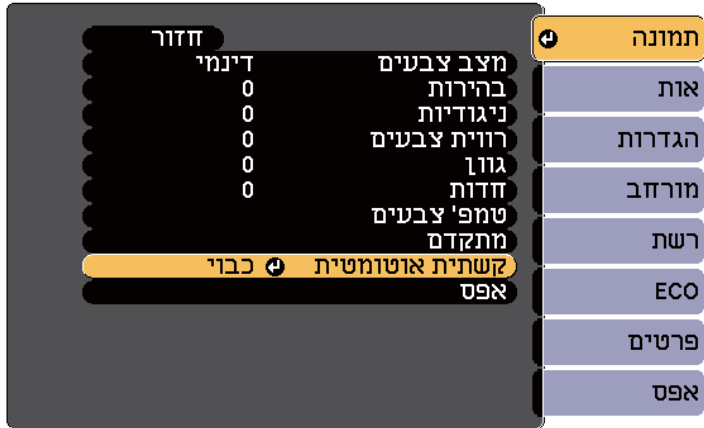 תמונה
אות
הגדרות
מורחב
רשת
ECO
פרטים
אפס
חזור
מצב צבעים דינמי
בהירות 0
ניגודיות 0
רווית צבעים 0
גוון 0
חדות 0
טמפ' צבעים
מתקדם
קשתית אוטומטית כבוי
אפס